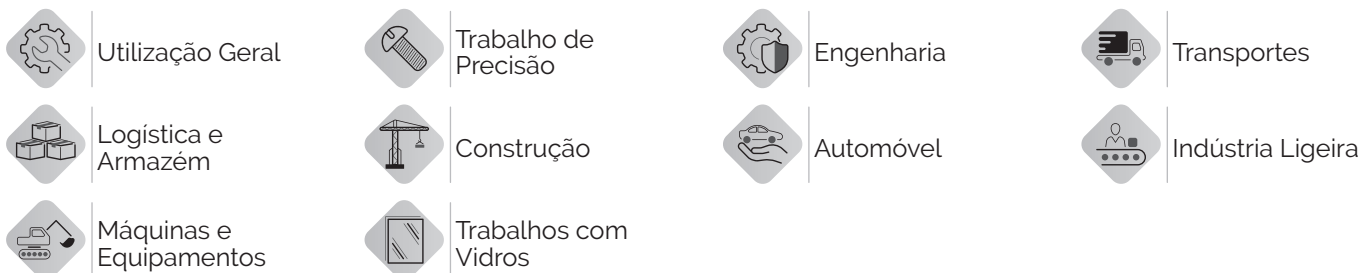 Utilização Geral
Trabalho de
Precisão
Engenharia
Transportes
Logística e
Armazém
Construção
Automóvel
Indústria Ligeira
Máquinas e
Equipamentos
Trabalhos com
Vidros